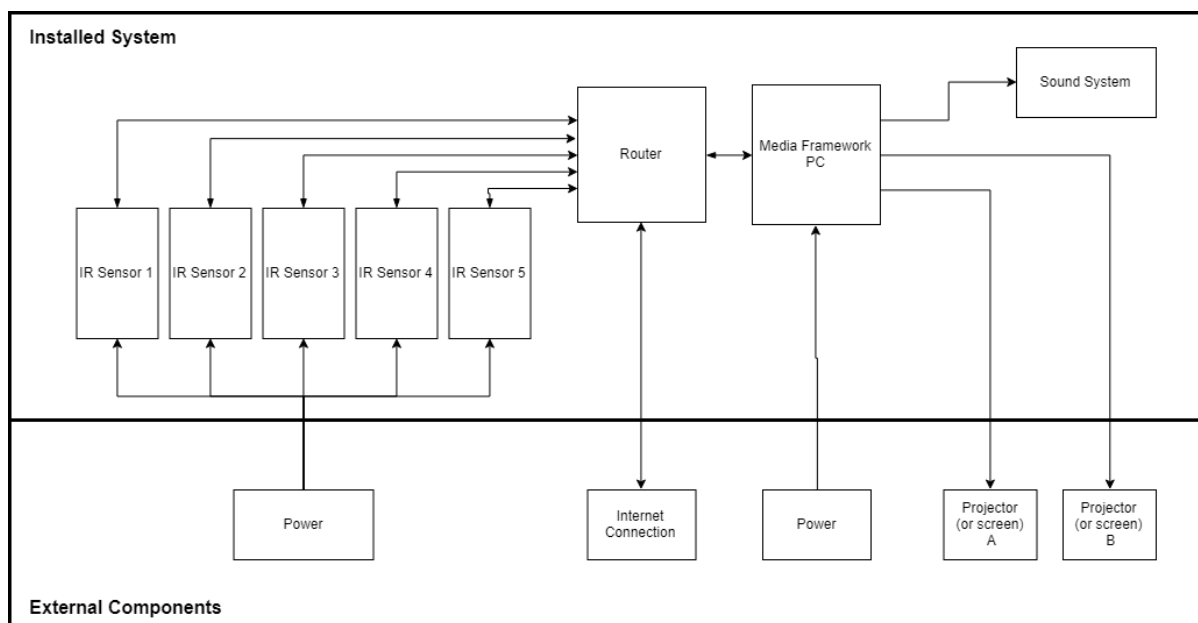 Installed System
Sound System
Router
Media Framework
PC
IR Sensor 1
IR Sensor 2
IR Sensor 3
IR Sensor 4
IR Sensor 5
Power
Internet
Connection
Power
Projector
(or screen)
A
Projector
(or screen)
B
External Components